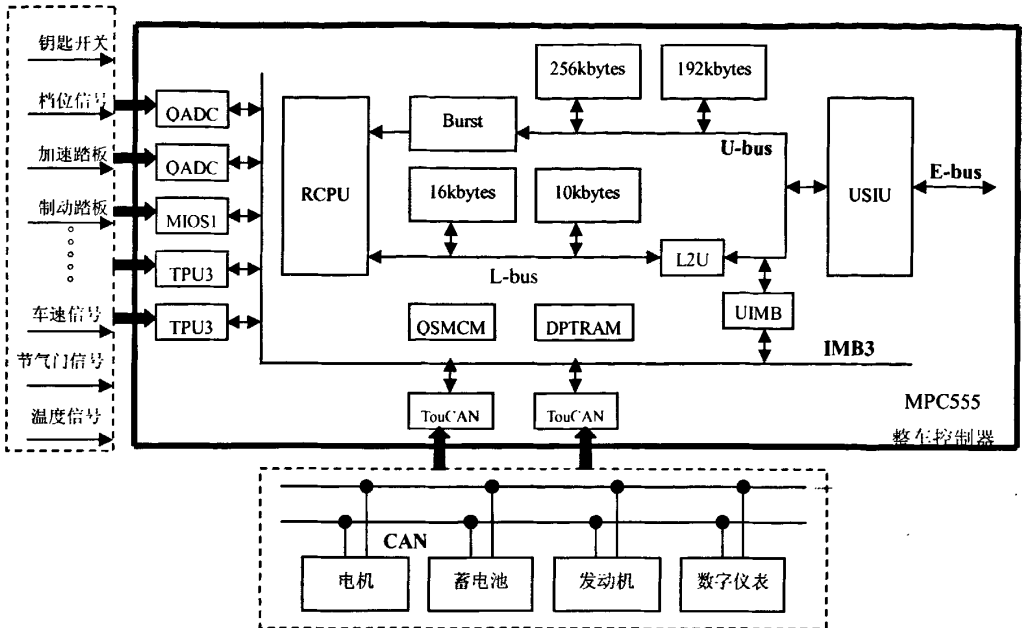 钥匙开关
档位信号
加速踏板
制动踏板
车速信号
节气门信号
温度信号
QADC
QADC
MIOS1
TPU3
TPU3
RCPU
Burst
256kbytes
192kbytes
U-bus
16kbytes
10kbytes
L-bus
L2U
USIU
E-bus
UIMB
QSMCM
DPTRAM
IMB3
TouCAN
TouCAN
MPC555
整车控制器
CAN
电机
蓄电池
发动机
数字仪表